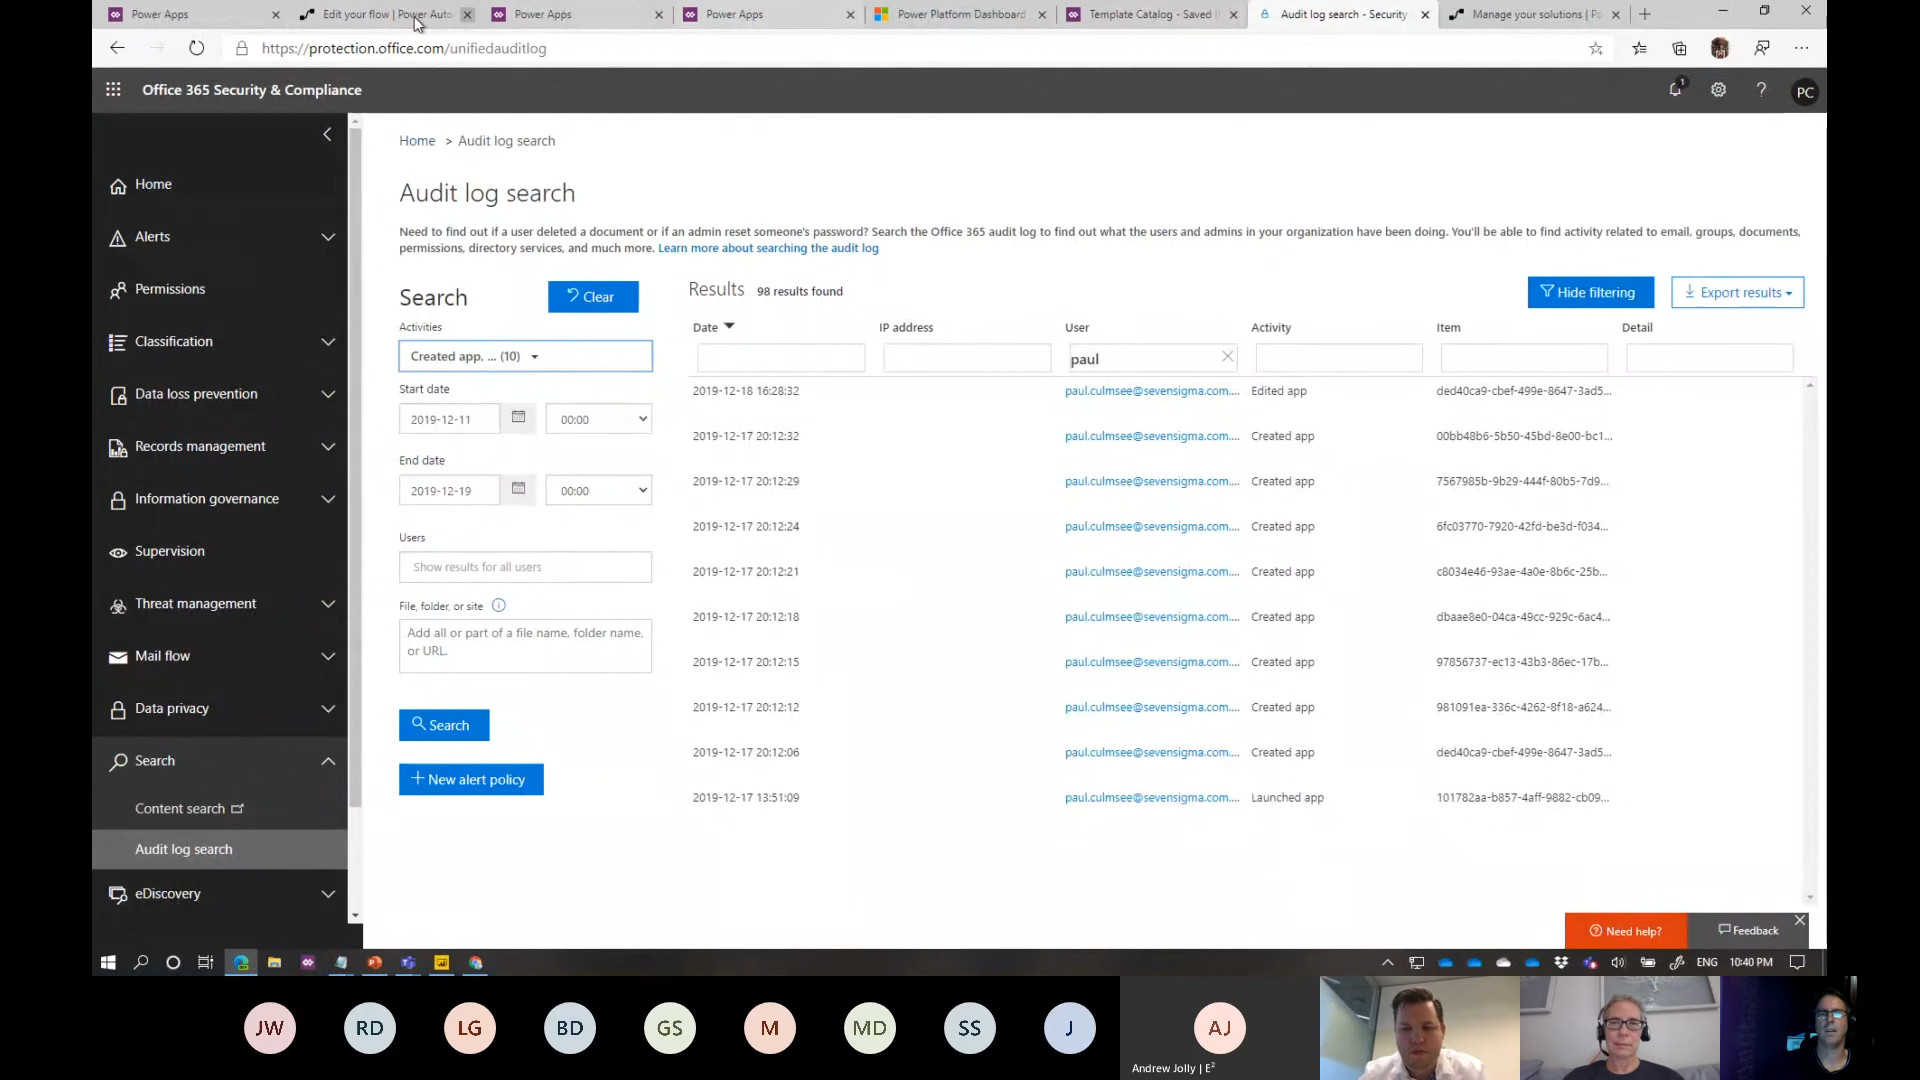 Power Apps
Edit your flow | Power Auto
Power Apps
Power Apps
Power Platform Dashboard
Template Catalog - Saved
Audit log search - Security
Manage your solutions | Po
https://protection.office.com/unifiedauditlog
Office 365 Security & Compliance
1
PC
Home
Alerts
Permissions
Classification
Data loss prevention
Records management
Information governance
Supervision
Threat management
Mail flow
Data privacy
Search
Content search
Audit log search
eDiscovery
Home > Audit log search
Audit log search
Need to find out if a user deleted a document or if an admin reset someone's password? Search the Office 365 audit log to find out what the users and admins in your organization have been doing. You'll be able to find activity related to email, groups, documents,
permissions, directory services, and much more. Learn more about searching the audit log
Search
Clear
Activities
Created app, ... (10)
Start date
2019-12-11
00:00
End date
2019-12-19
00:00
Users
Show results for all users
File, folder, or site
Add all or part of a file name, folder name,
or URL.
Search
New alert policy
Results 98 results found
Hide filtering
Export results
Date IP address User Activity Item Detail
paul
2019-12-18 16:28:32 paul.culmsee@sevensigma.com.... Edited app ded40ca9-cbef-499e-8647-3ad5...
2019-12-17 20:12:32 paul.culmsee@sevensigma.com.... Created app 00bb48b6-5b50-45bd-8e00-bc1...
2019-12-17 20:12:29 paul.culmsee@sevensigma.com.... Created app 7567985b-9b29-444f-80b5-7d9...
2019-12-17 20:12:24 paul.culmsee@sevensigma.com.... Created app 6fc03770-7920-42fd-be3d-f034...
2019-12-17 20:12:21 paul.culmsee@sevensigma.com.... Created app c8034e46-93ae-4a0e-8b6c-25b...
2019-12-17 20:12:18 paul.culmsee@sevensigma.com.... Created app dbaae8e0-04ca-49cc-929c-6ac4...
2019-12-17 20:12:15 paul.culmsee@sevensigma.com.... Created app 97856737-ec13-43b3-86ec-17b...
2019-12-17 20:12:12 paul.culmsee@sevensigma.com.... Created app 981091ea-336c-4262-8f18-a624...
2019-12-17 20:12:06 paul.culmsee@sevensigma.com.... Created app ded40ca9-cbef-499e-8647-3ad5...
2019-12-17 13:51:09 paul.culmsee@sevensigma.com.... Launched app 101782aa-b857-4aff-9882-cb09...
Need help?
Feedback
ENG
10:40 PM
JW
RD
LG
BD
GS
M
MD
SS
J
AJ
Andrew Jolly | E²